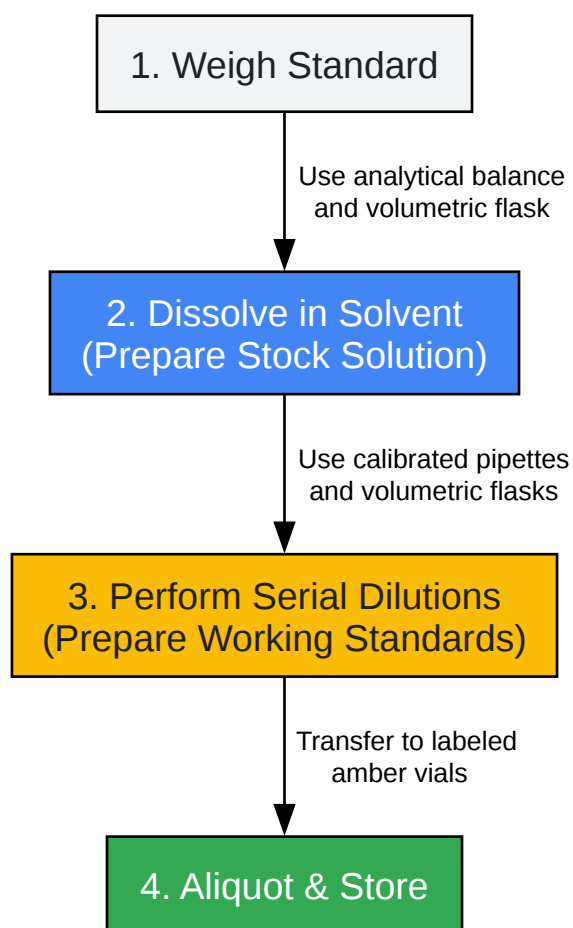 1. Weigh Standard
Use analytical balance
and volumetric flask
2. Dissolve in Solvent
(Prepare Stock Solution)
Use calibrated pipettes
and volumetric flasks
3. Perform Serial Dilutions
(Prepare Working Standards)
Transfer to labeled
amber vials
4. Aliquot & Store